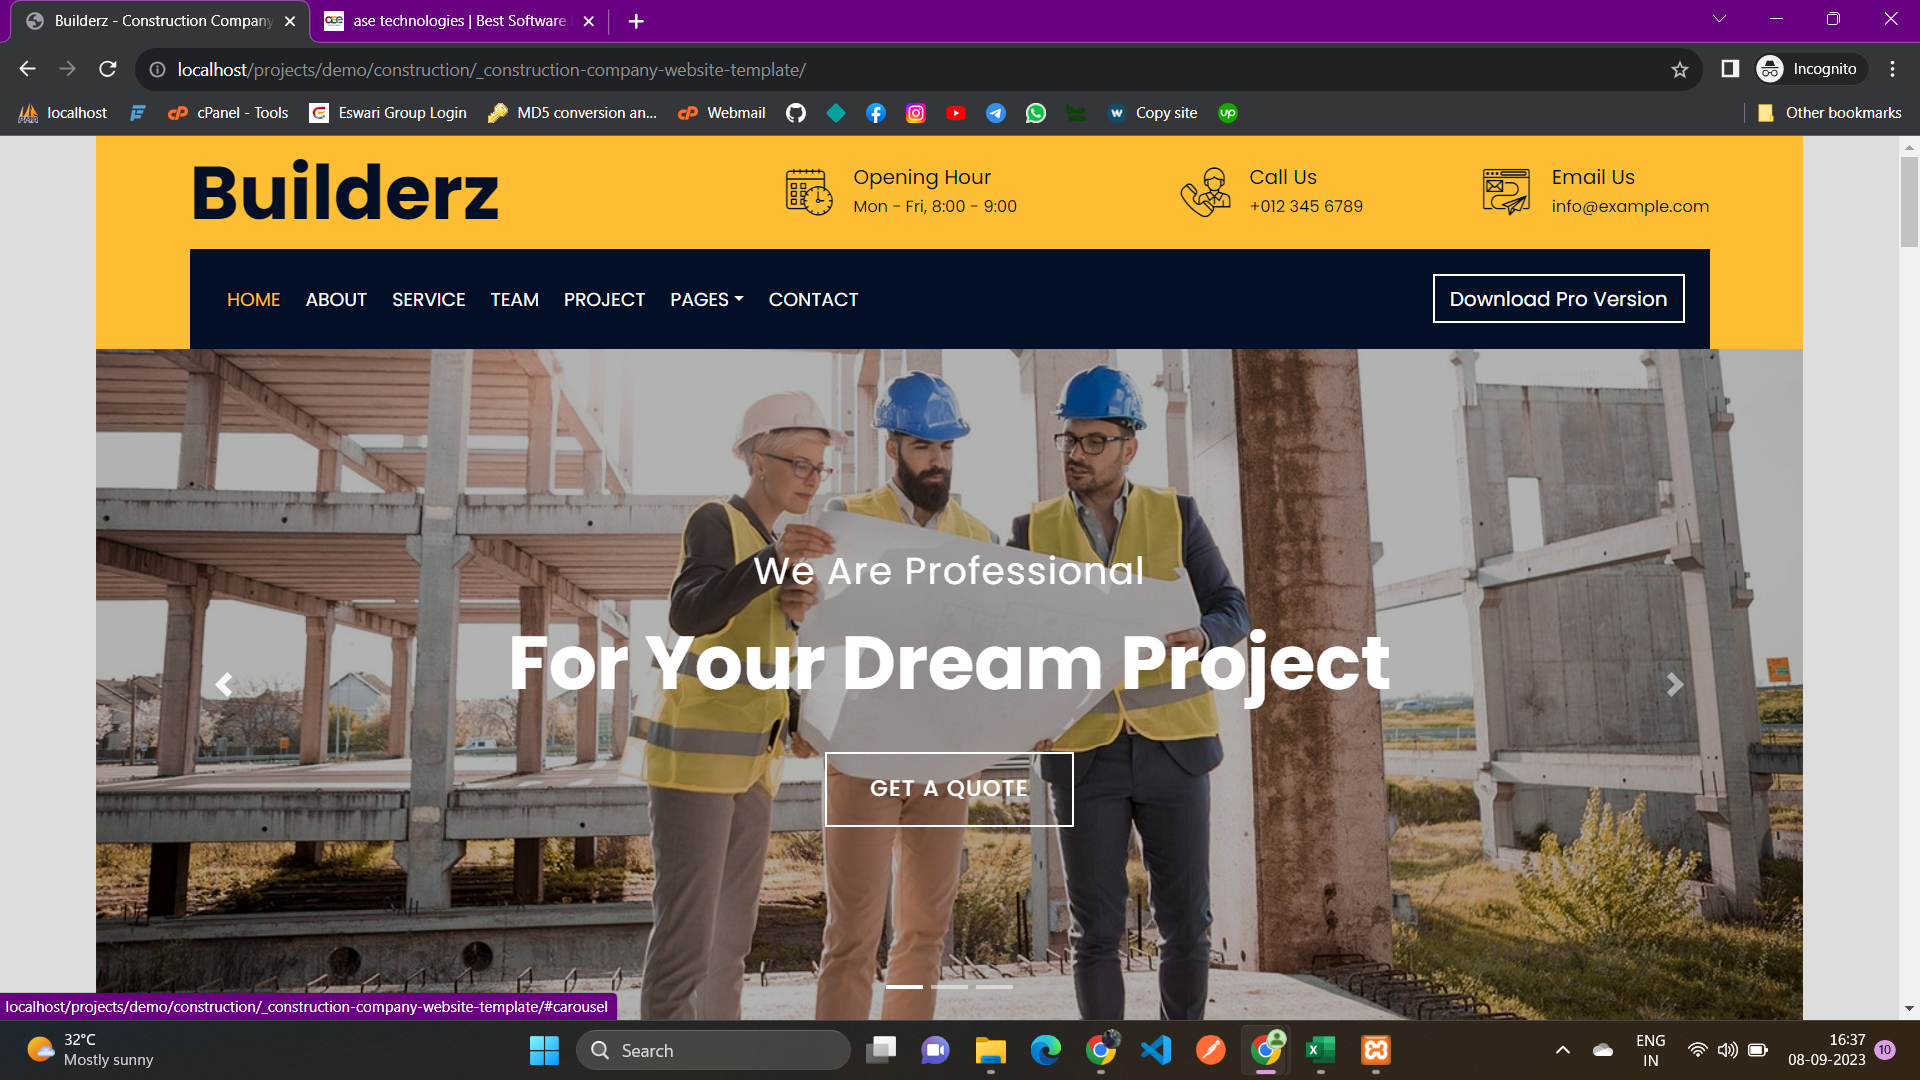 Builderz - Construction Company
ase technologies | Best Software
localhost/projects/demo/construction/_construction-company-website-template/
Incognito
localhost
cPanel - Tools
Eswari Group Login
MD5 conversion an...
Webmail
Copy site
Other bookmarks
Builderz
Opening Hour
Mon - Fri, 8:00 - 9:00
Call Us
+012 345 6789
Email Us
info@example.com
HOME ABOUT SERVICE TEAM PROJECT PAGES CONTACT
Download Pro Version
We Are Professional
For Your Dream Project
GET A QUOTE
localhost/projects/demo/construction/_construction-company-website-template/#carousel
32°C
Mostly sunny
Search
ENG
IN
16:37
08-09-2023
10